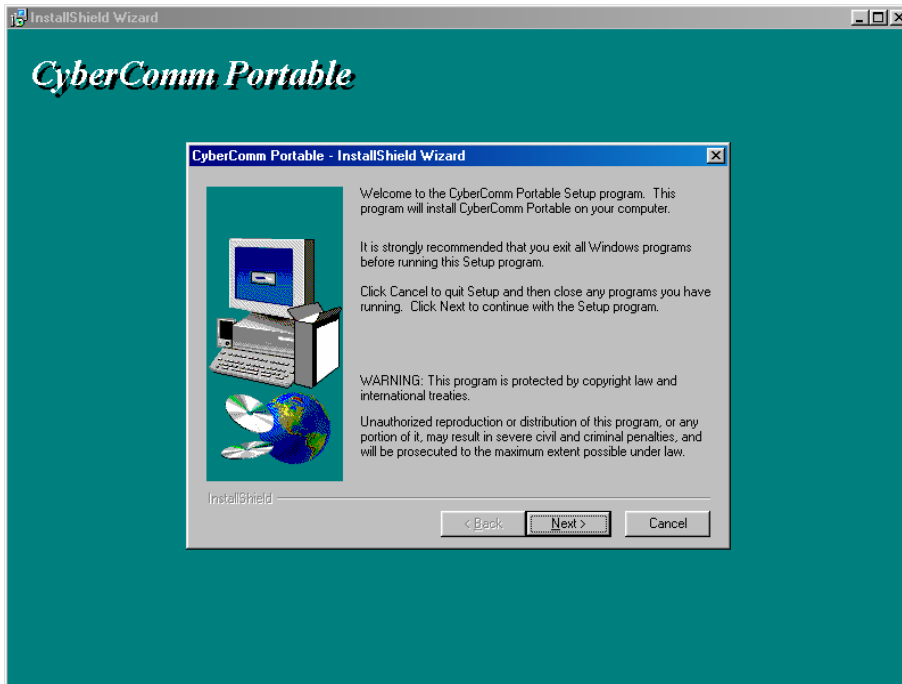 InstallShield Wizard
CyberComm Portable
CyberComm Portable - InstallShield Wizard
Welcome to the CyberComm Portable Setup program.  This
program will install CyberComm Portable on your computer.
It is strongly recommended that you exit all Windows programs
before running this Setup program.
Click Cancel to quit Setup and then close any programs you have
running.  Click Next to continue with the Setup program.
WARNING: This program is protected by copyright law and
international treaties.
Unauthorized reproduction or distribution of this program, or any
portion of it, may result in severe civil and criminal penalties, and
will be prosecuted to the maximum extent possible under law.
InstallShield
< Back Next > Cancel